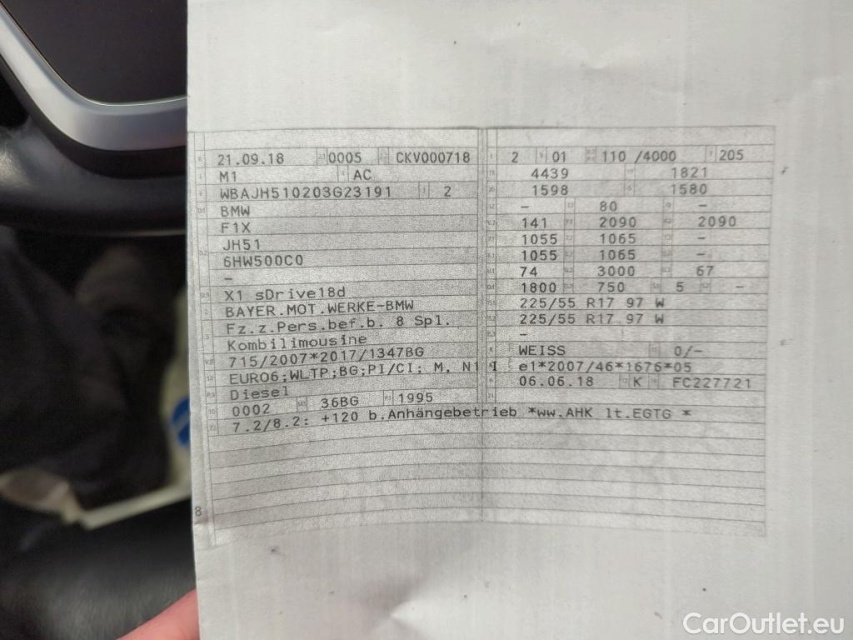 21.09.18 0005 CKV000718
M1 AC
WBAJH510203G23191 2
BMW
F1X
JH51
6HW500C0
-
X1 sDrive18d
BAYER.MOT.WERKE-BMW
Fz.z.Pers.bef.b. 8 Spl.
Kombilimousine
715/2007*2017/1347BG
EURO6;WLTP;BG;PI/CI; M, N1 I
Diesel
0002 36BG 1995
7.2/8.2: +120 b.Anhängebetrieb *ww.AHK lt.EGTG *
2 01 110 /4000 205
4439 1821
1598 1580
- 80 -
141 2090 2090
1055 1065 -
1055 1065 -
74 3000 67
1800 750 5 -
225/55 R17 97 W
225/55 R17 97 W
-
WEISS 0/-
e1*2007/46*1676*05
06.06.18 K FC227721
8
CarOutlet.eu